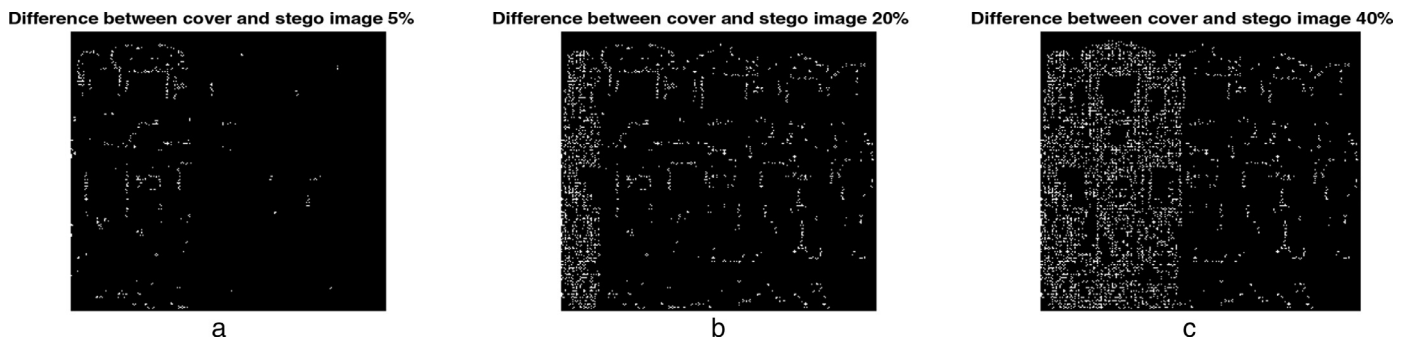 Difference between cover and stego image 5%
Difference between cover and stego image 20%
Difference between cover and stego image 40%
a
b
c